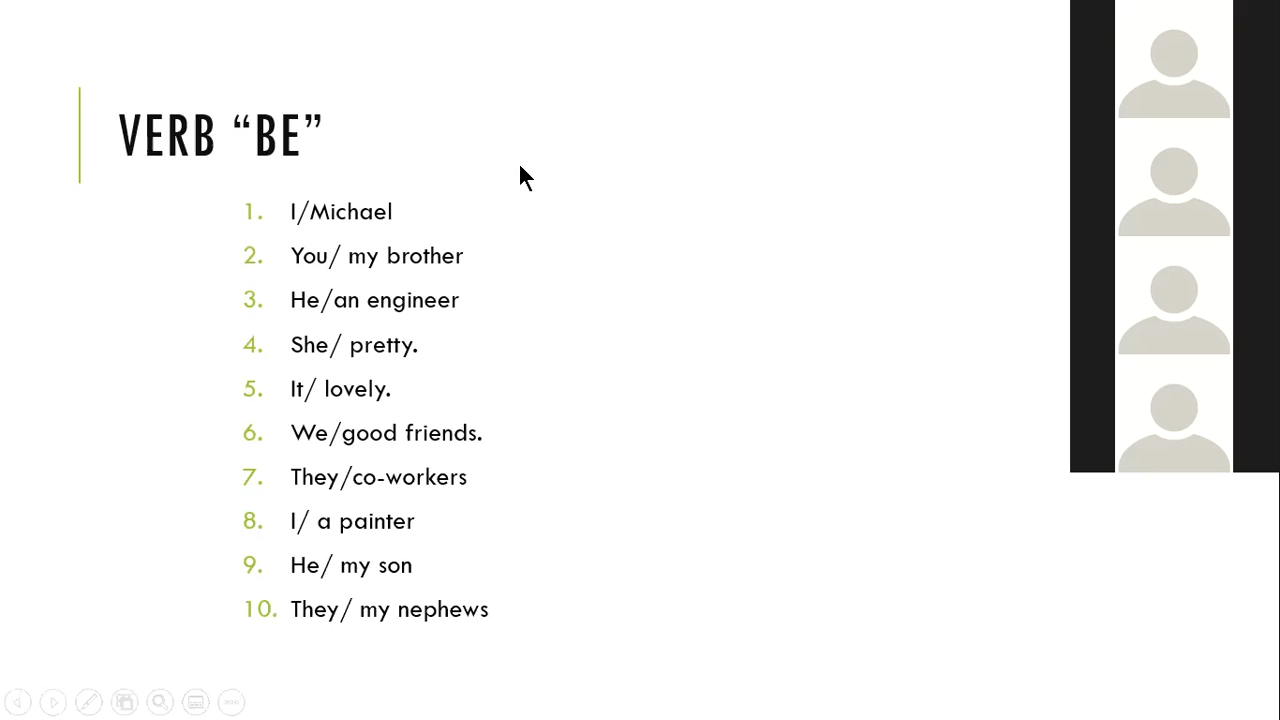 VERB “BE”
1. I/Michael
2. You/ my brother
3. He/an engineer
4. She/ pretty.
5. It/ lovely.
6. We/good friends.
7. They/co-workers
8. I/ a painter
9. He/ my son
10. They/ my nephews